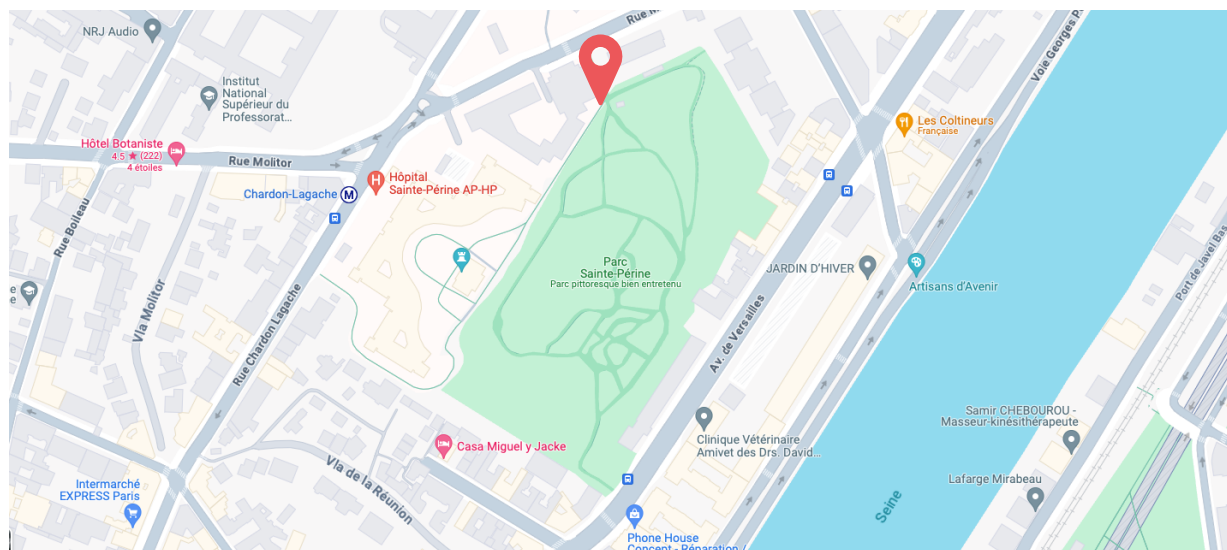 NRJ Audio
Institut
National
Supérieur du
Professorat...
Hôtel Botaniste
4.5 ★ (222)
4 étoiles
Rue Molitor
Chardon-Lagache
M
H
Hôpital
Sainte-Périne AP-HP
Rue M
Voie Georges P
Les Coltineurs
Française
Rue Boileau
Via Molitor
Rue Chardon Lagache
Parc
Sainte-Périne
Parc pittoresque bien entretenu
JARDIN D'HIVER
Artisans d'Avenir
Port de Javel Bas
Av. de Versailles
Samir CHEBOUROU -
Masseur-kinésithérapeute
Clinique Vétérinaire
Amivet des Drs. David...
Casa Miguel y Jacke
Via de la Réunion
Intermarché
EXPRESS Paris
Lafarge Mirabeau
Seine
Phone House
Concept - Réparation /